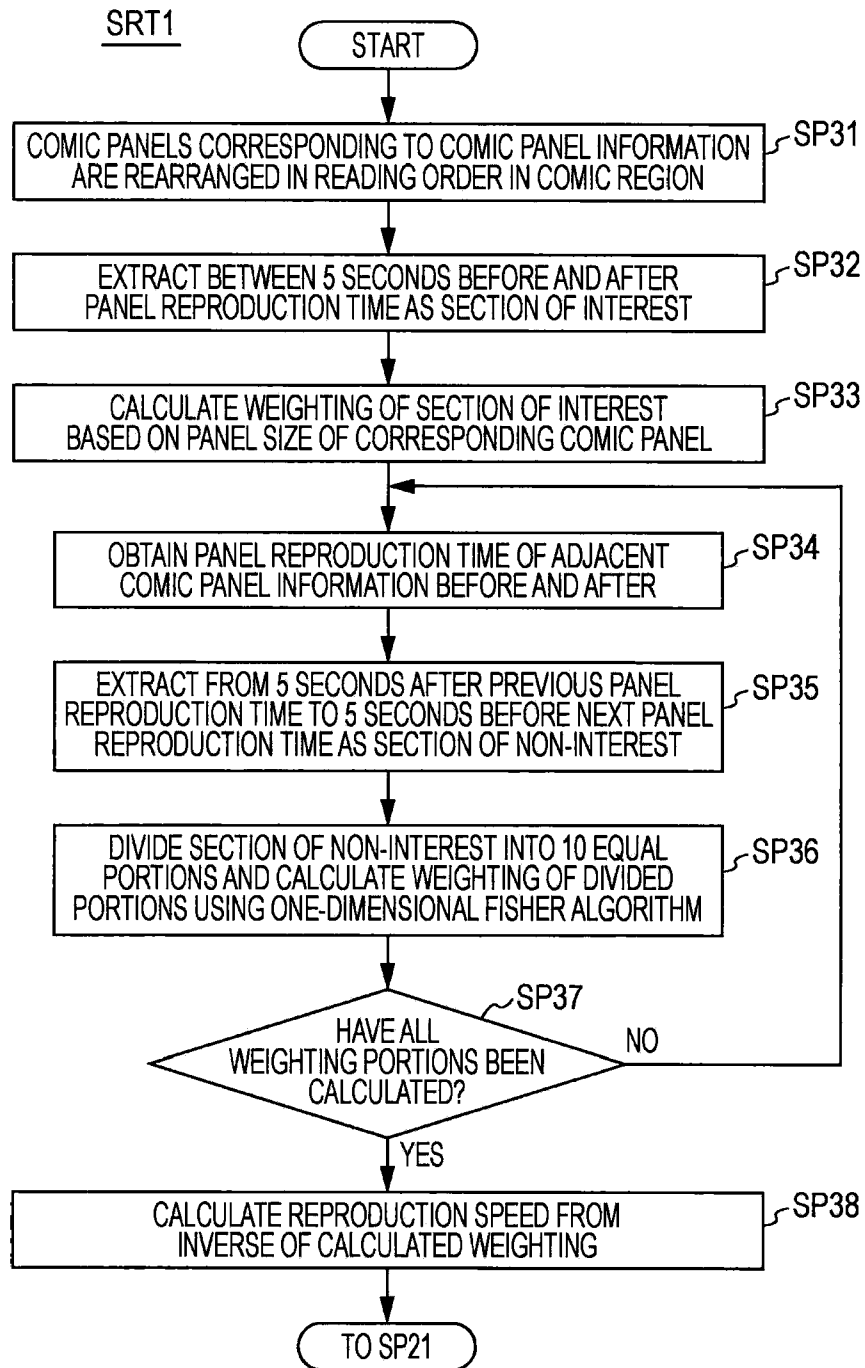 SRT1
START
SP31
COMIC PANELS CORRESPONDING TO COMIC PANEL INFORMATION
ARE REARRANGED IN READING ORDER IN COMIC REGION
SP32
EXTRACT BETWEEN 5 SECONDS BEFORE AND AFTER
PANEL REPRODUCTION TIME AS SECTION OF INTEREST
SP33
CALCULATE WEIGHTING OF SECTION OF INTEREST
BASED ON PANEL SIZE OF CORRESPONDING COMIC PANEL
SP34
OBTAIN PANEL REPRODUCTION TIME OF ADJACENT
COMIC PANEL INFORMATION BEFORE AND AFTER
SP35
EXTRACT FROM 5 SECONDS AFTER PREVIOUS PANEL
REPRODUCTION TIME TO 5 SECONDS BEFORE NEXT PANEL
REPRODUCTION TIME AS SECTION OF NON-INTEREST
SP36
DIVIDE SECTION OF NON-INTEREST INTO 10 EQUAL
PORTIONS AND CALCULATE WEIGHTING OF DIVIDED
PORTIONS USING ONE-DIMENSIONAL FISHER ALGORITHM
SP37
HAVE ALL
WEIGHTING PORTIONS BEEN
CALCULATED?
NO
YES
SP38
CALCULATE REPRODUCTION SPEED FROM
INVERSE OF CALCULATED WEIGHTING
TO SP21